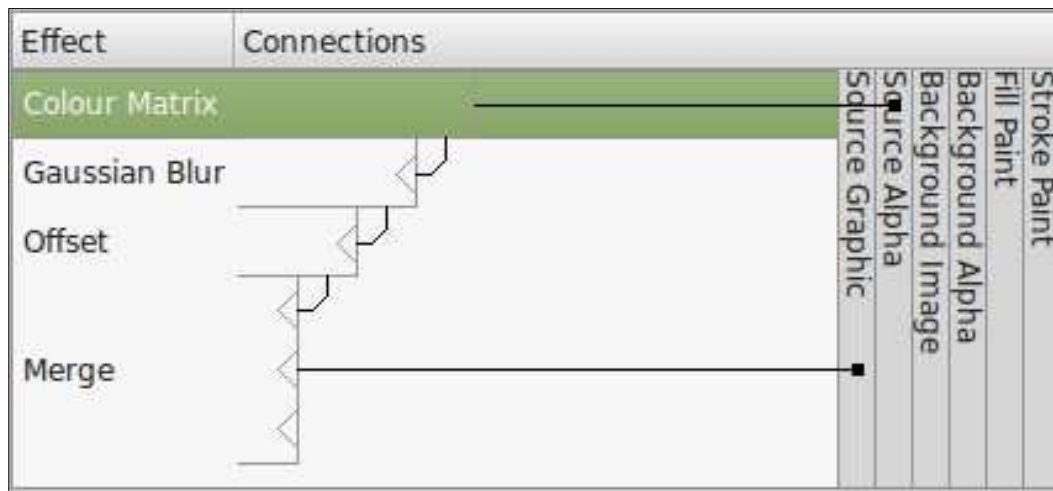 Effect Connections
Colour Matrix
Gaussian Blur
Offset
Merge
Source Graphic
Source Alpha
Background Image
Background Alpha
Fill Paint
Stroke Paint